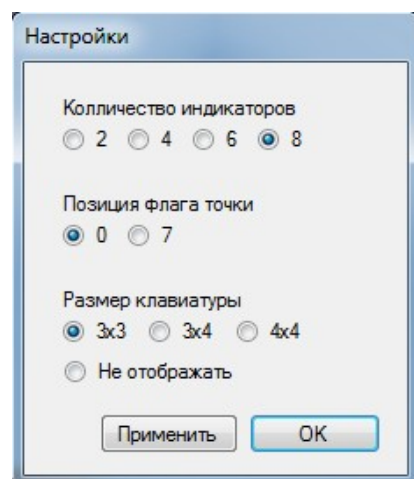 Настройки
Колличество индикаторов
2 4 6 8
Позиция флага точки
0 7
Размер клавиатуры
3x3 3x4 4x4
Не отображать
Применить OK